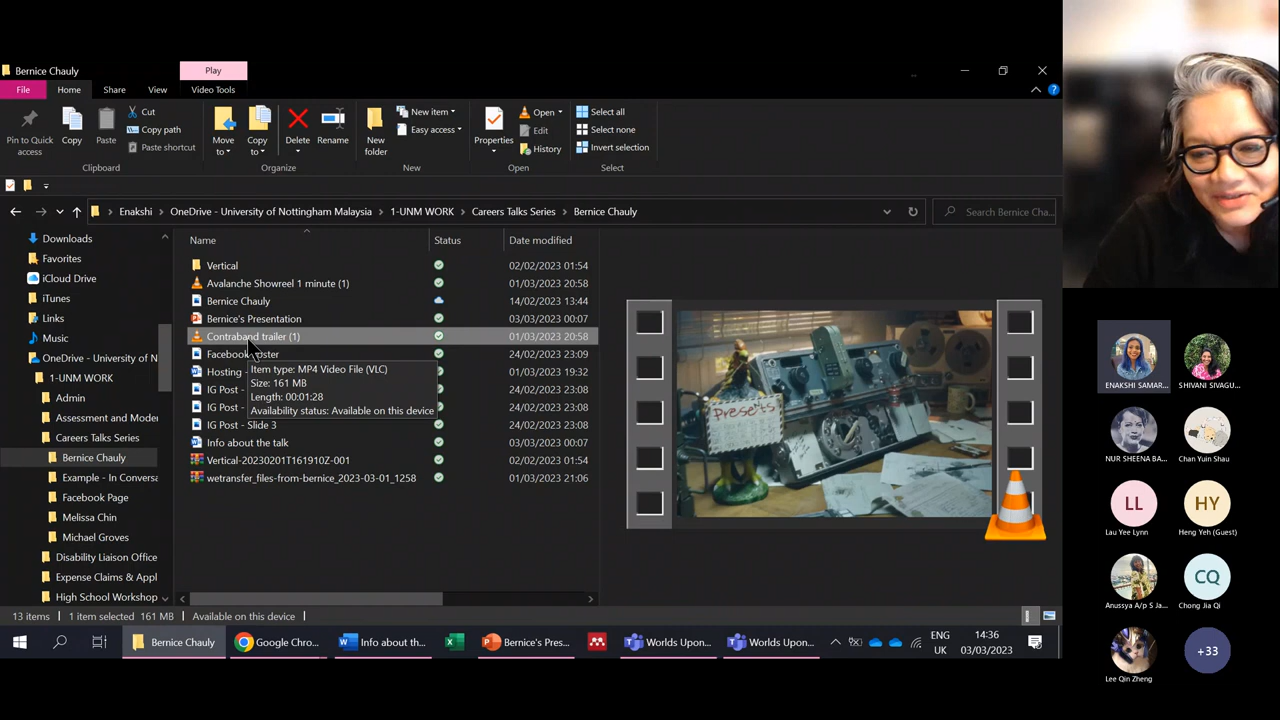 Bernice Chauly
Play
File
Home
Share
View
Video Tools
Pin to Quick access
Copy
Paste
Cut
Copy path
Paste shortcut
Clipboard
Move to
Copy to
Delete
Rename
Organize
New folder
New item
Easy access
New
Properties
Open
Edit
History
Open
Select all
Select none
Invert selection
Select
Enakshi > OneDrive - University of Nottingham Malaysia > 1-UNM WORK > Careers Talks Series > Bernice Chauly
Search Bernice Cha...
Downloads
Favorites
iCloud Drive
iTunes
Links
Music
OneDrive - University of N
1-UNM WORK
Admin
Assessment and Moder
Careers Talks Series
Bernice Chauly
Example - In Conversa
Facebook Page
Melissa Chin
Michael Groves
Disability Liaison Office
Expense Claims & Appl
High School Workshop
Name Status Date modified
Vertical 02/02/2023 01:54
Avalanche Showreel 1 minute (1) 01/03/2023 20:58
Bernice Chauly 14/02/2023 13:44
Bernice's Presentation 03/03/2023 00:07
Contraband trailer (1) 01/03/2023 20:58
Facebook Poster 24/02/2023 23:09
Hosting - 01/03/2023 19:32
IG Post - 24/02/2023 23:08
IG Post - 24/02/2023 23:08
IG Post - Slide 3 24/02/2023 23:08
Info about the talk 03/03/2023 00:07
Vertical-20230201T161910Z-001 02/02/2023 01:54
wetransfer_files-from-bernice_2023-03-01_1258 01/03/2023 21:06
Item type: MP4 Video File (VLC)
Size: 161 MB
Length: 00:01:28
Availability status: Available on this device
Presents
13 items 1 item selected 161 MB Available on this device
Bernice Chauly
Google Chro...
Info about the...
Bernice's Pres...
Worlds Upon...
Worlds Upon...
ENG
UK
14:36
03/03/2023
ENAKSHI SAMAR...
SHIVANI SIVAGU...
NUR SHEENA BA...
Chan Yuin Shau
LL
Lau Yee Lynn
HY
Heng Yeh (Guest)
Anussya A/p S Ja...
CQ
Chong Jia Qi
Lee Qin Zheng
+33